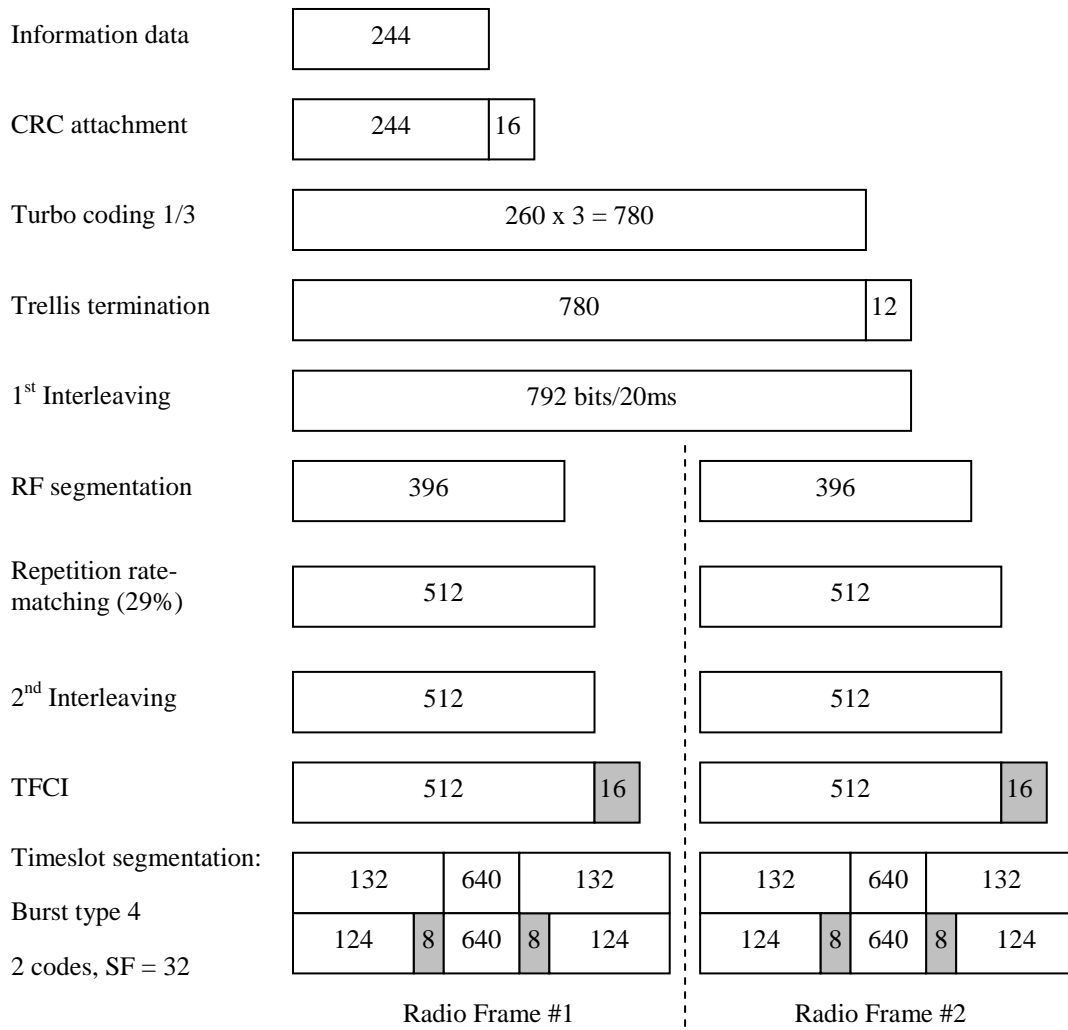 Information data 244
CRC attachment 244 16
Turbo coding 1/3 260 x 3 = 780
Trellis termination 780 12
1st Interleaving 792 bits/20ms
RF segmentation 396 396
Repetition rate-
matching (29%) 512 512
2nd Interleaving 512 512
TFCI 512 16 512 16
Timeslot segmentation:
132 640 132 132 640 132
Burst type 4
124 8 640 8 124 124 8 640 8 124
2 codes, SF = 32
Radio Frame #1 Radio Frame #2